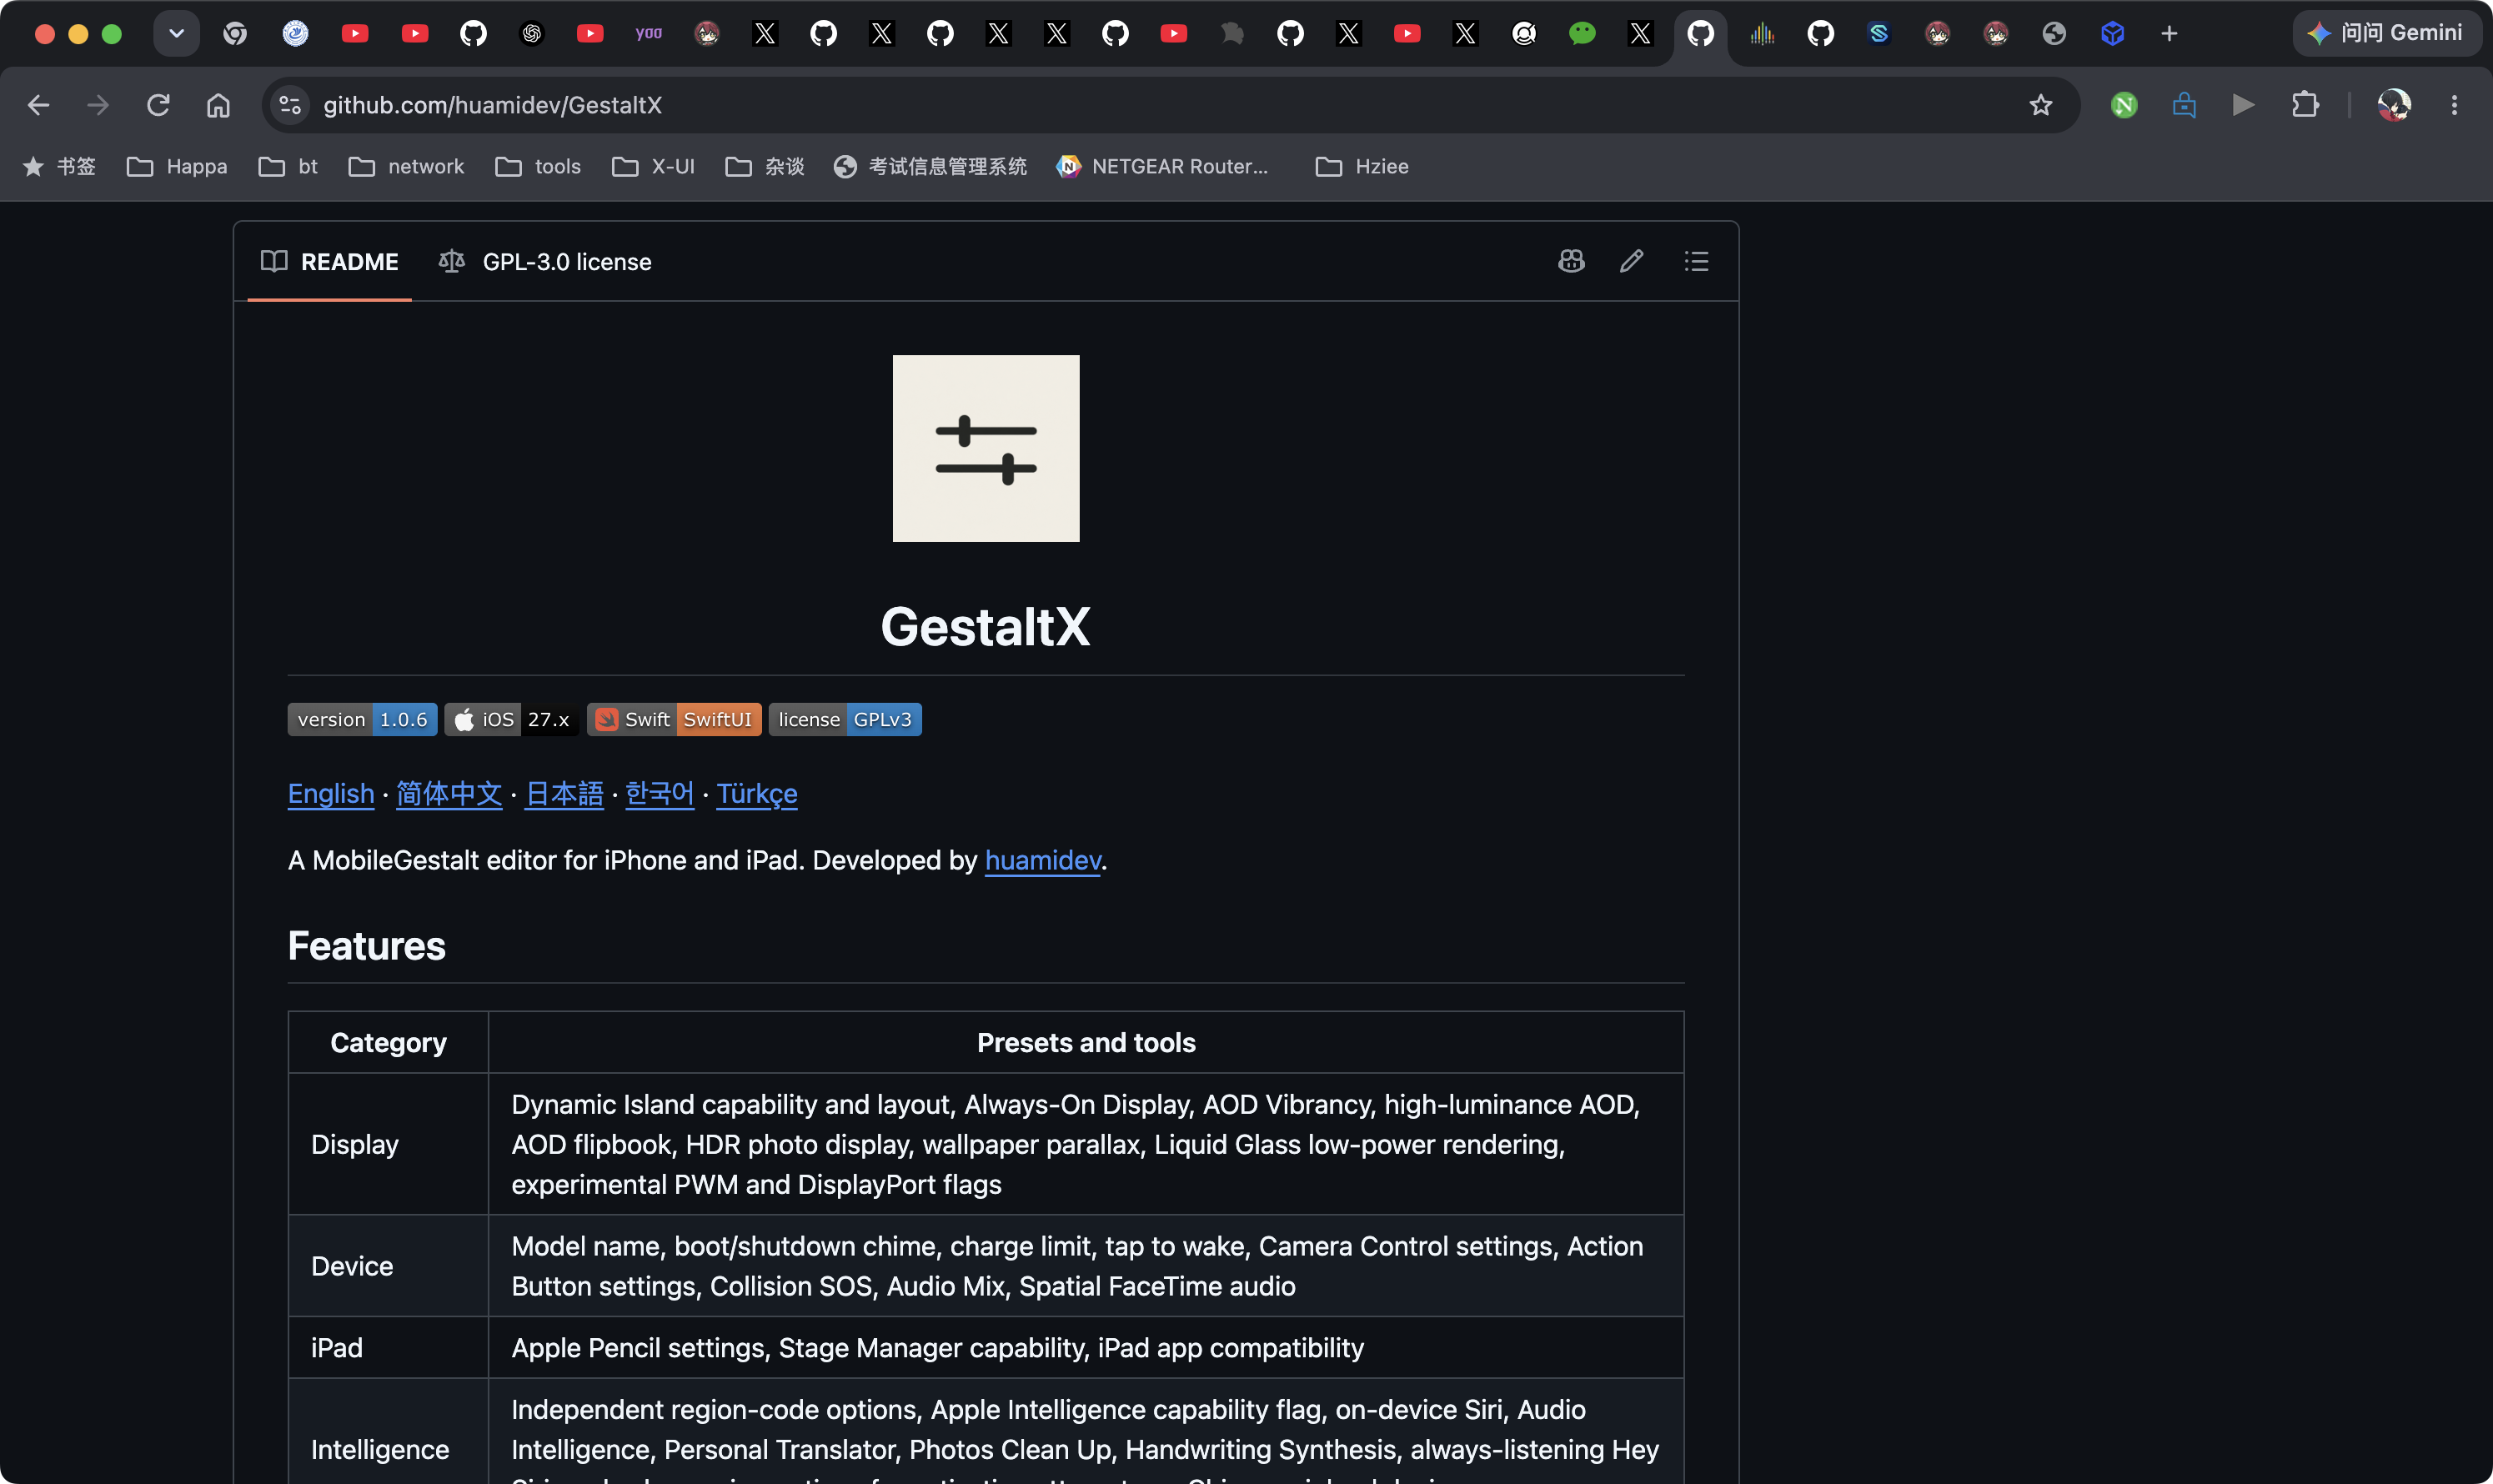 yoo
问问 Gemini
github.com/huamidev/GestaltX
书签
Happa
bt
network
tools
X-UI
杂谈
考试信息管理系统
NETGEAR Router...
Hziee
README
GPL-3.0 license
GestaltX
version 1.0.6
iOS 27.x
Swift SwiftUI
license GPLv3
English · 简体中文 · 日本語 · 한국어 · Türkçe
A MobileGestalt editor for iPhone and iPad. Developed by huamidev.
Features
Category
Presets and tools
Display
Dynamic Island capability and layout, Always-On Display, AOD Vibrancy, high-luminance AOD,
AOD flipbook, HDR photo display, wallpaper parallax, Liquid Glass low-power rendering,
experimental PWM and DisplayPort flags
Device
Model name, boot/shutdown chime, charge limit, tap to wake, Camera Control settings, Action
Button settings, Collision SOS, Audio Mix, Spatial FaceTime audio
iPad
Apple Pencil settings, Stage Manager capability, iPad app compatibility
Intelligence
Independent region-code options, Apple Intelligence capability flag, on-device Siri, Audio
Intelligence, Personal Translator, Photos Clean Up, Handwriting Synthesis, always-listening Hey